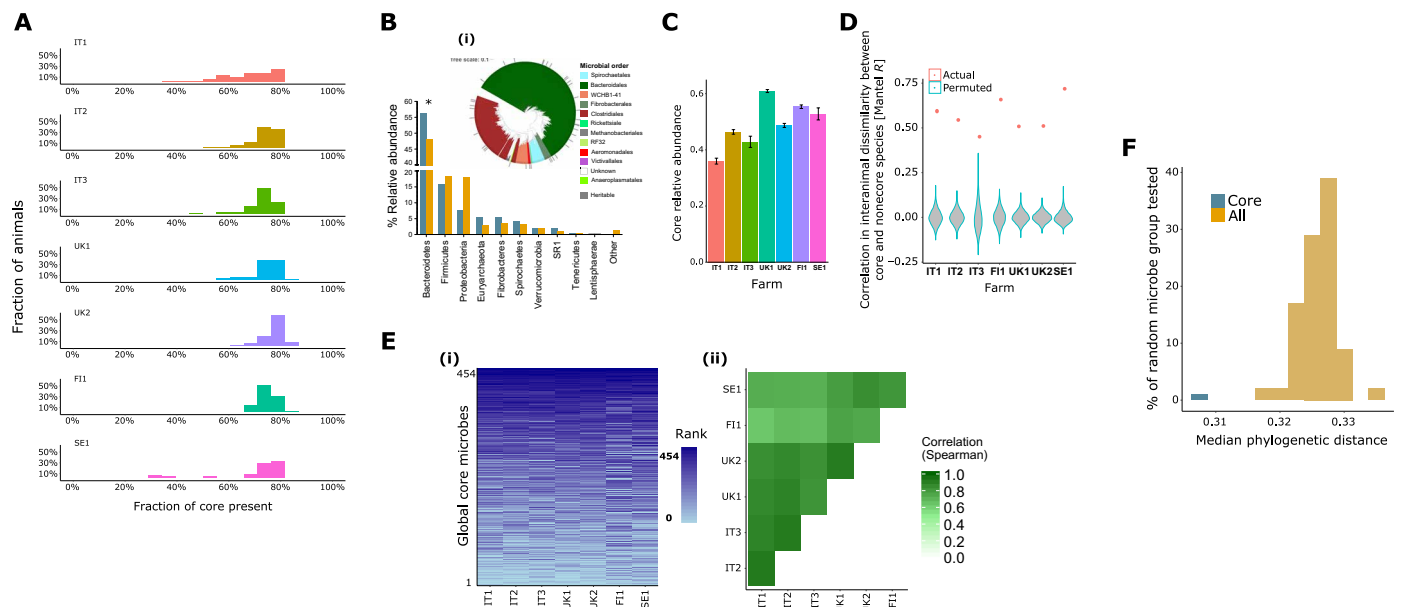 A
IT1
50%
30%
10%
0%
20%
40%
60%
80%
100%
IT2
50%
30%
10%
0%
20%
40%
60%
80%
100%
IT3
50%
30%
10%
0%
20%
40%
60%
80%
100%
UK1
50%
30%
10%
0%
20%
40%
60%
80%
100%
UK2
50%
30%
10%
0%
20%
40%
60%
80%
100%
FI1
50%
30%
10%
0%
20%
40%
60%
80%
100%
SE1
50%
30%
10%
0%
20%
40%
60%
80%
100%
Fraction of animals
Fraction of core present
B
(i)
Tree scale: 0.1
Microbial order
Spirochaetales
Bacteroidales
WCHB1-41
Fibrobacterales
Clostridiales
Rickettsiale
Methanobacteriales
RF32
Aeromonadales
Victivallales
Unknown
Anaeroplasmatales
Heritable
*
% Relative abundance
60
55
50
45
40
20
15
10
5
0
Bacteroidetes
Firmicutes
Proteobacteria
Euryarchaeota
Fibrobacteres
Spirochaetes
Verrucomicrobia
SR1
Tenericutes
Lentisphaerae
Other
C
Core relative abundance
0.6
0.4
0.2
0.0
IT1 IT2 IT3 UK1 UK2 FI1 SE1
Farm
D
Correlation in interanimal dissimilarity between
core and noncore species [Mantel R]
Actual
Permuted
0.75
0.50
0.25
0.00
−0.25
IT1 IT2 IT3 FI1 UK1 UK2 SE1
Farm
E
(i)
Global core microbes
454
1
IT1
IT2
IT3
UK1
UK2
FI1
SE1
Rank
454
0
(ii)
SE1
FI1
UK2
UK1
IT3
IT2
IT1
IT2
IT3
UK1
UK2
FI1
Correlation
(Spearman)
1.0
0.8
0.6
0.4
0.2
0.0
F
Core
All
% of random microbe group tested
40
30
20
10
0
0.31
0.32
0.33
Median phylogenetic distance